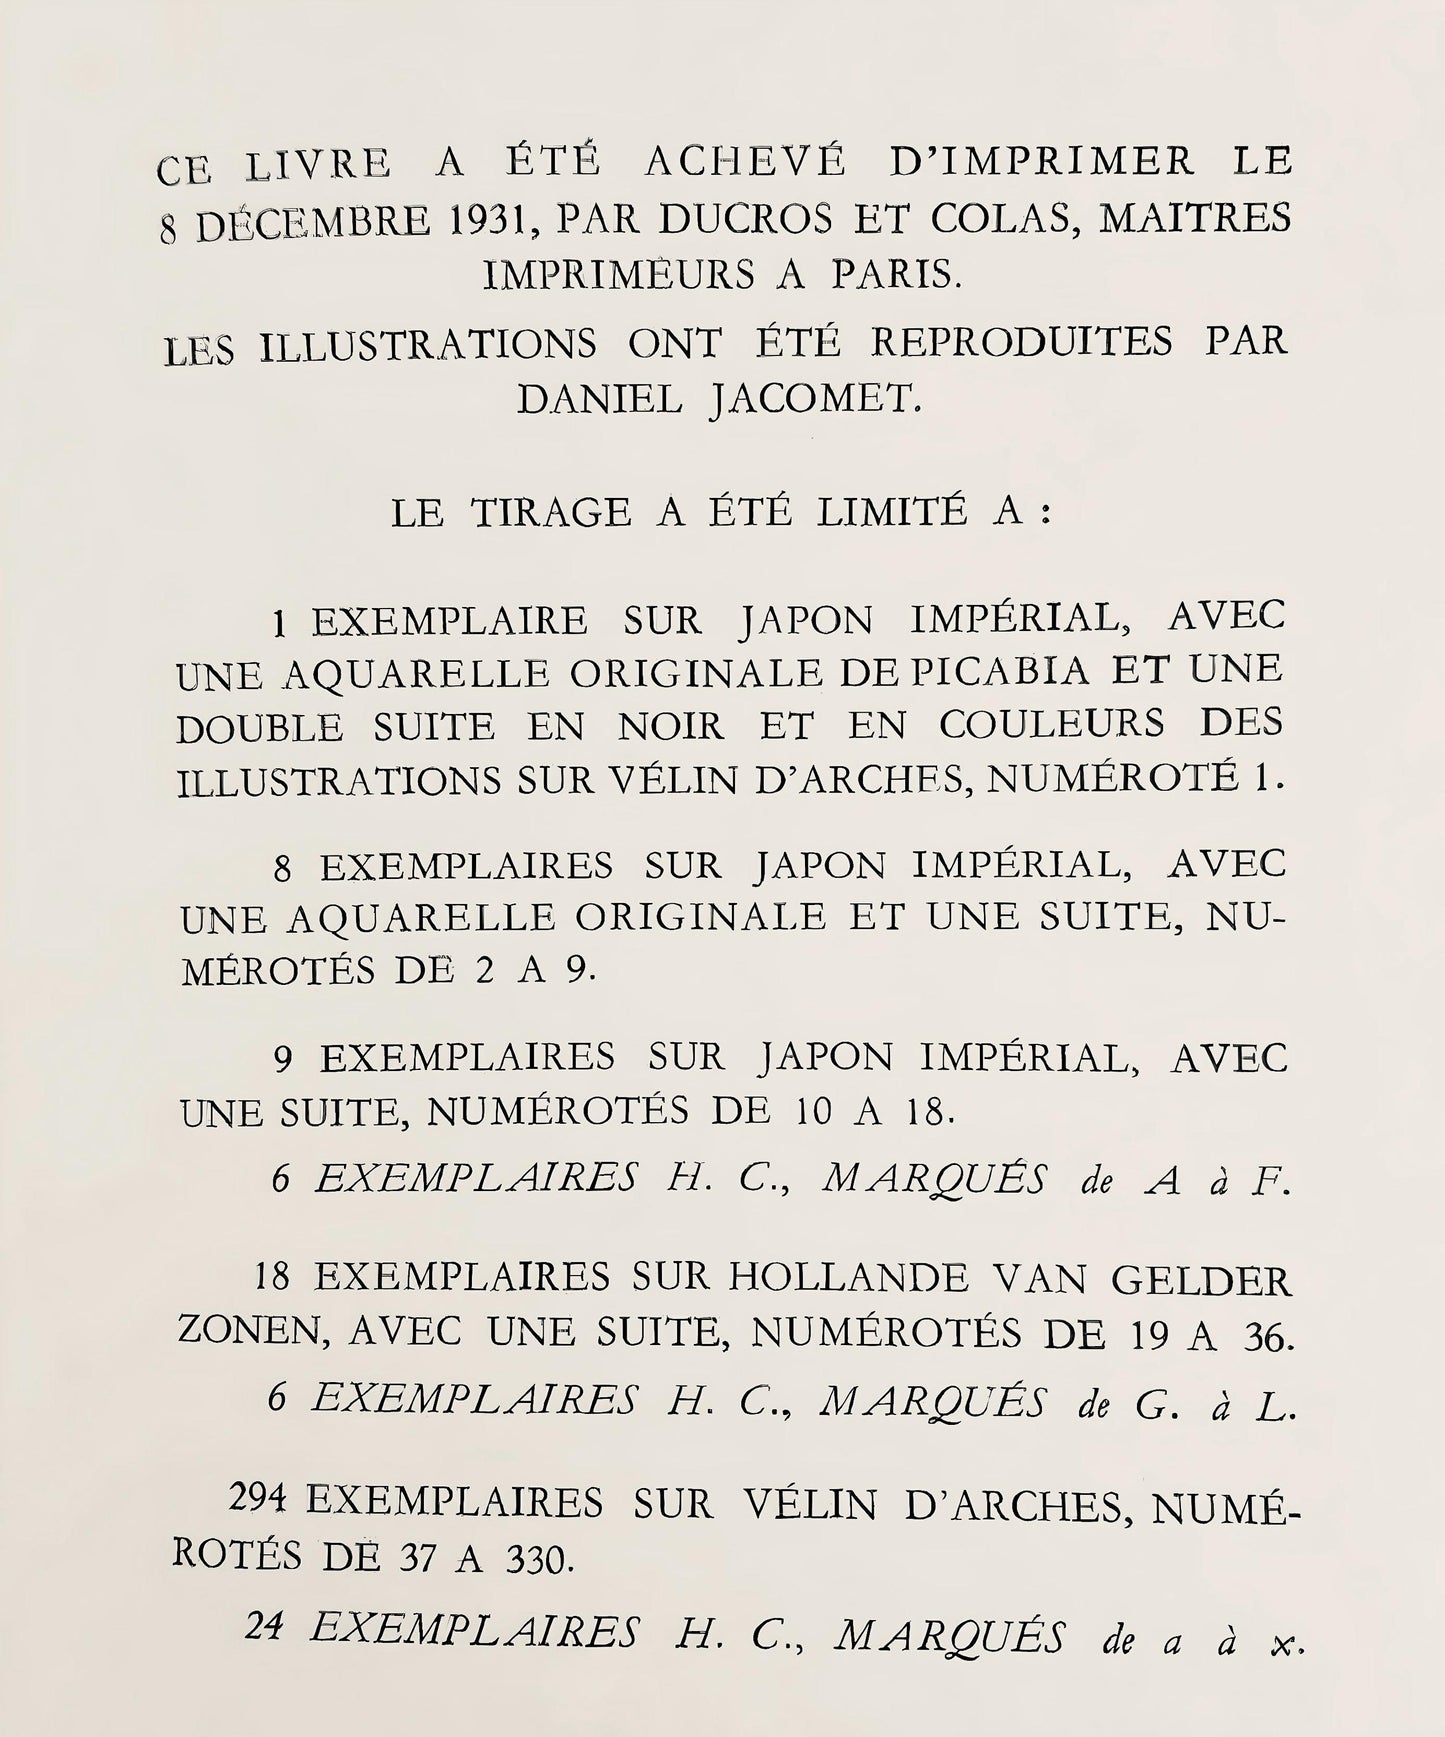 CE LIVRE A ÉTÉ ACHEVÉ D'IMPRIMER LE
8 DÉCEMBRE 1931, PAR DUCROS ET COLAS, MAITRES
IMPRIMEURS A PARIS.
LES ILLUSTRATIONS ONT ÉTÉ REPRODUITES PAR
DANIEL JACOMET.
LE TIRAGE A ÉTÉ LIMITÉ A :
1 EXEMPLAIRE SUR JAPON IMPÉRIAL, AVEC
UNE AQUARELLE ORIGINALE DE PICABIA ET UNE
DOUBLE SUITE EN NOIR ET EN COULEURS DES
ILLUSTRATIONS SUR VÉLIN D'ARCHES, NUMÉROTÉ 1.
8 EXEMPLAIRES SUR JAPON IMPÉRIAL, AVEC
UNE AQUARELLE ORIGINALE ET UNE SUITE, NU-
MÉROTÉS DE 2 A 9.
9 EXEMPLAIRES SUR JAPON IMPÉRIAL, AVEC
UNE SUITE, NUMÉROTÉS DE 10 A 18.
6 EXEMPLAIRES H. C., MARQUÉS de A à F.
18 EXEMPLAIRES SUR HOLLANDE VAN GELDER
ZONEN, AVEC UNE SUITE, NUMÉROTÉS DE 19 A 36.
6 EXEMPLAIRES H. C., MARQUÉS de G. à L.
294 EXEMPLAIRES SUR VÉLIN D'ARCHES, NUMÉ-
ROTÉS DE 37 A 330.
24 EXEMPLAIRES H. C., MARQUÉS de a à x.